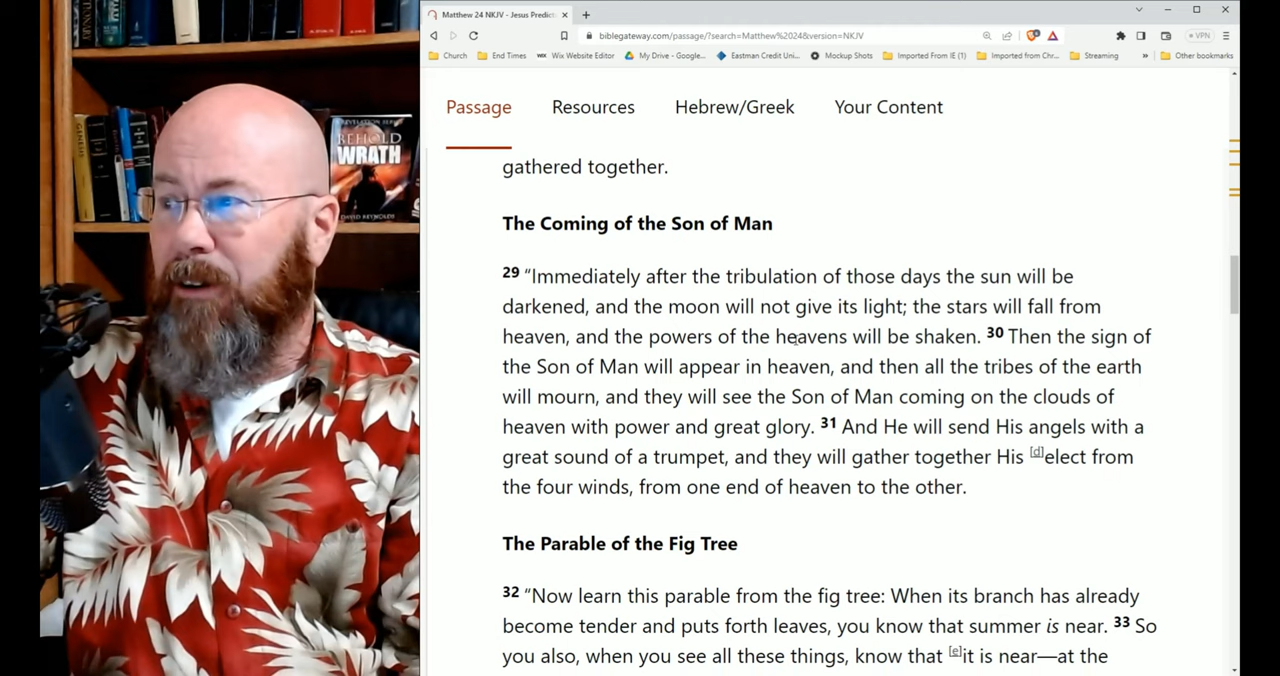 Matthew 24 NKJV - Jesus Predict
biblegateway.com/passage/?search=Matthew%2024&version=NKJV
VPN
Church End Times Wix Website Editor My Drive - Google... Eastman Credit Uni... Mockup Shots Imported From IE (1) Imported from Chr... Streaming » Other bookmarks
Passage Resources Hebrew/Greek Your Content
gathered together.
The Coming of the Son of Man
29 “Immediately after the tribulation of those days the sun will be
darkened, and the moon will not give its light; the stars will fall from
heaven, and the powers of the heavens will be shaken. 30 Then the sign of
the Son of Man will appear in heaven, and then all the tribes of the earth
will mourn, and they will see the Son of Man coming on the clouds of
heaven with power and great glory. 31 And He will send His angels with a
great sound of a trumpet, and they will gather together His [d]elect from
the four winds, from one end of heaven to the other.
The Parable of the Fig Tree
32 “Now learn this parable from the fig tree: When its branch has already
become tender and puts forth leaves, you know that summer is near. 33 So
you also, when you see all these things, know that [e]it is near—at the
GENESIS
REVELATION SERIES
BEHOLD
WRATH
DAVID REYNOLDS